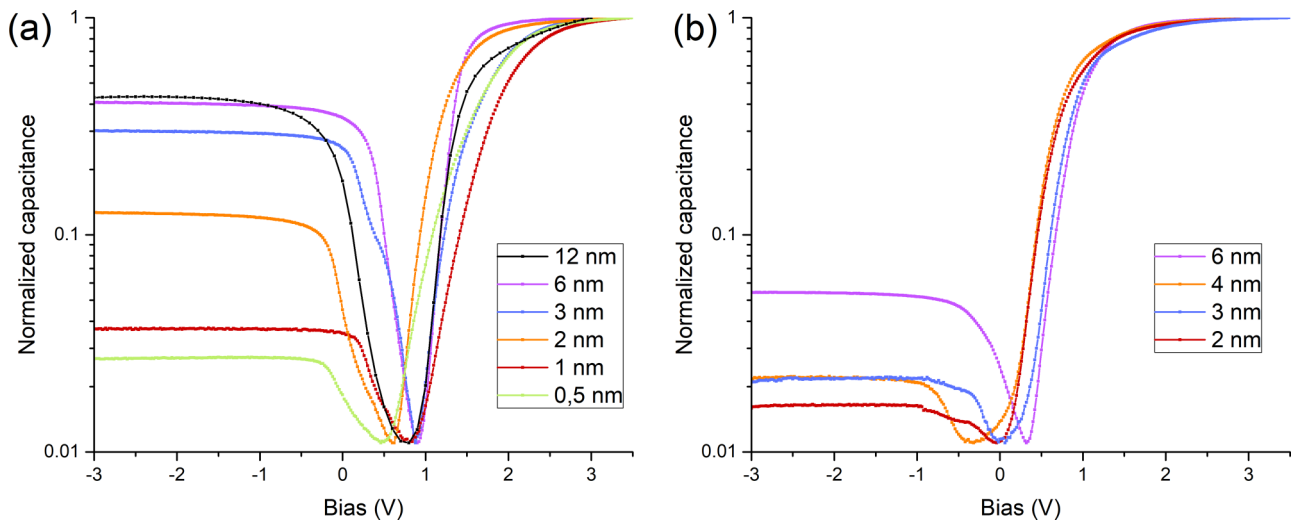 (a)
Normalized capacitance
1
0.1
0.01
-3 -2 -1 0 1 2 3
Bias (V)
12 nm
6 nm
3 nm
2 nm
1 nm
0,5 nm
(b)
Normalized capacitance
1
0.1
0.01
-3 -2 -1 0 1 2 3
Bias (V)
6 nm
4 nm
3 nm
2 nm